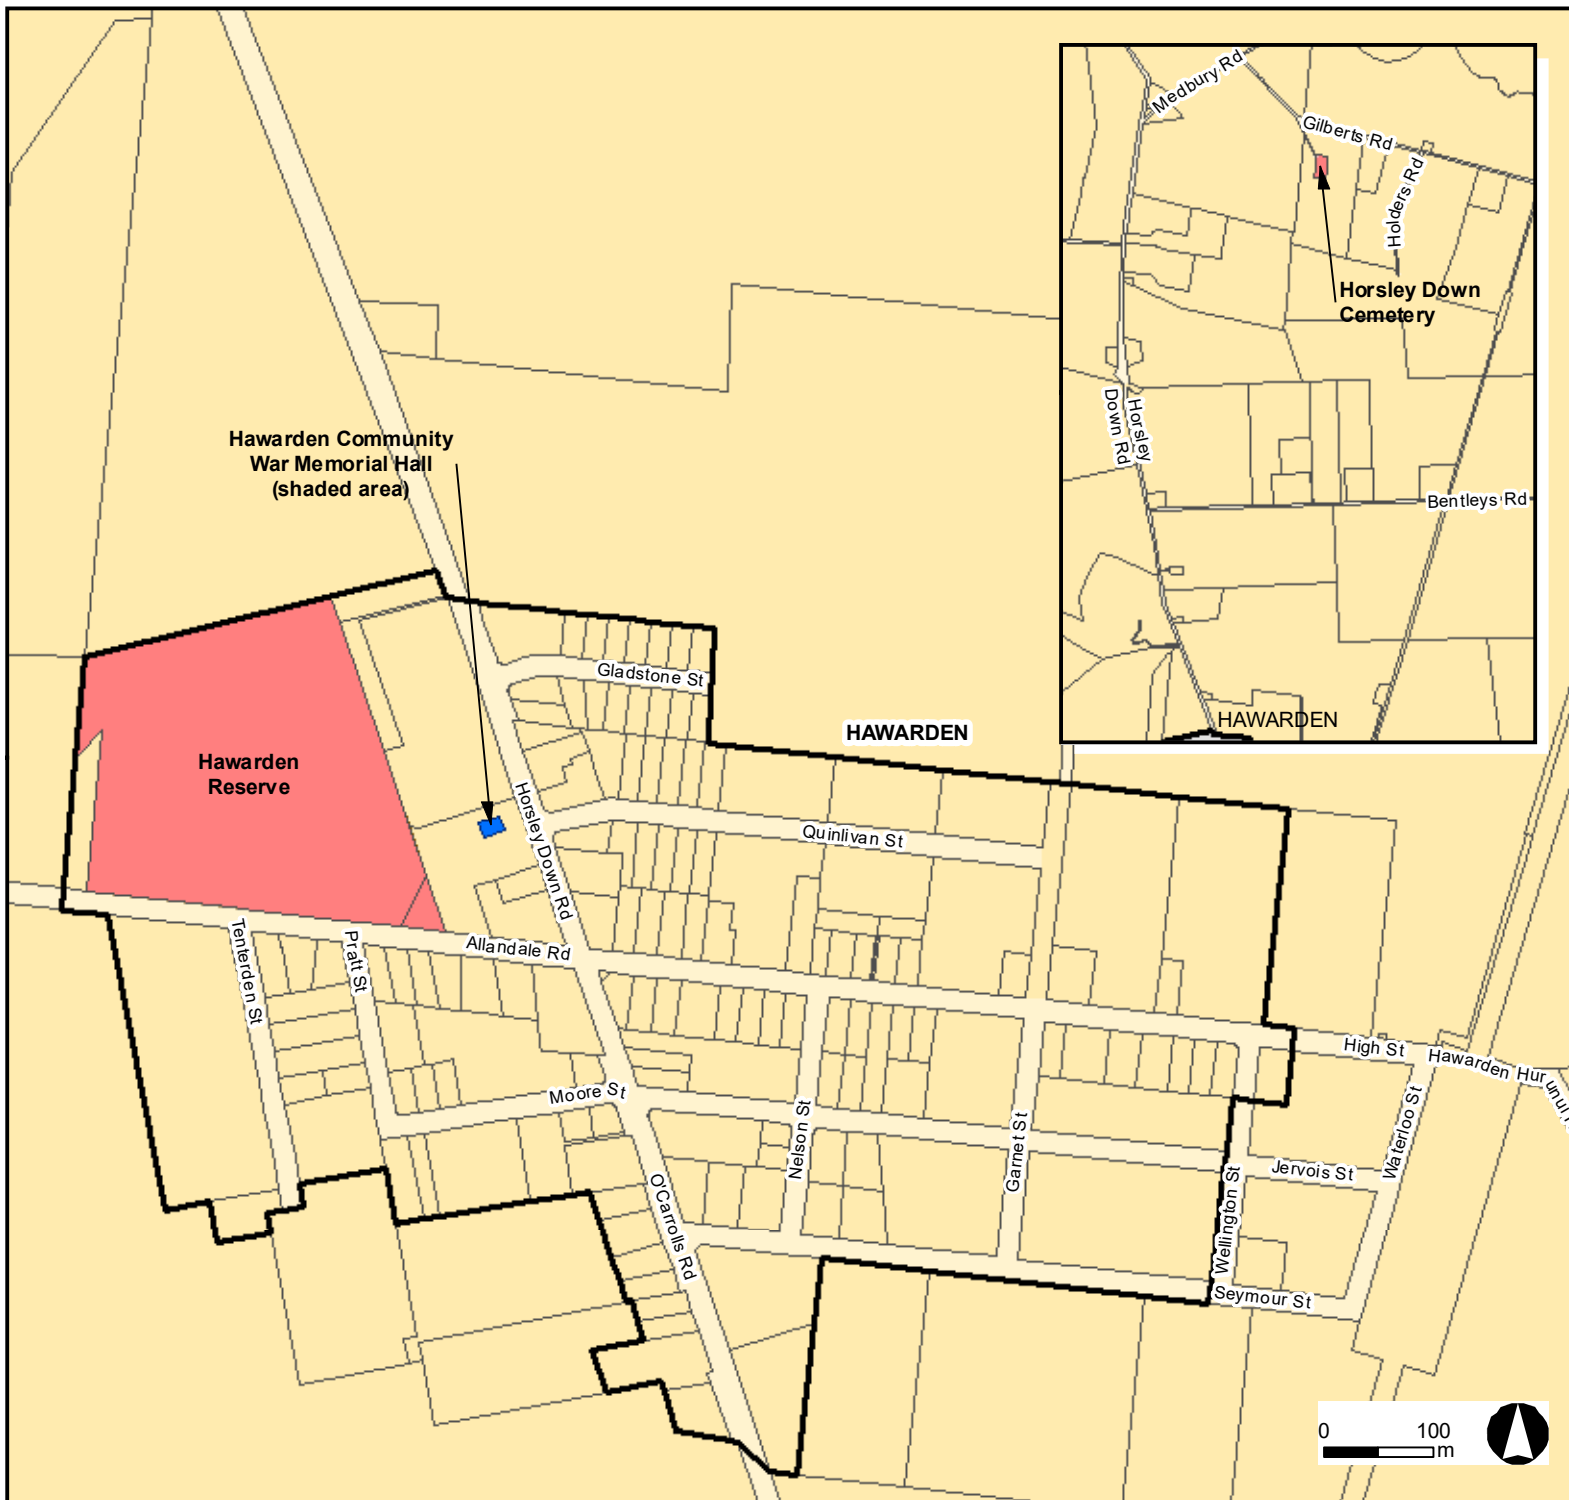 Medbury Rd
Gilberts Rd
Holders Rd
Horsley Down
Cemetery
Horsley
Down Rd
Bentleys Rd
HAWARDEN
Hawarden Community
War Memorial Hall
(shaded area)
Gladstone St
HAWARDEN
Hawarden
Reserve
Horsley Down Rd
Quinlivan St
Tenterden St
Pratt St
Allandale Rd
High St
Hawarden Hurunui
Moore St
Nelson St
Garnet St
Waterloo St
Jervois St
Wellington St
O'Carrolls Rd
Seymour St
0 100
m